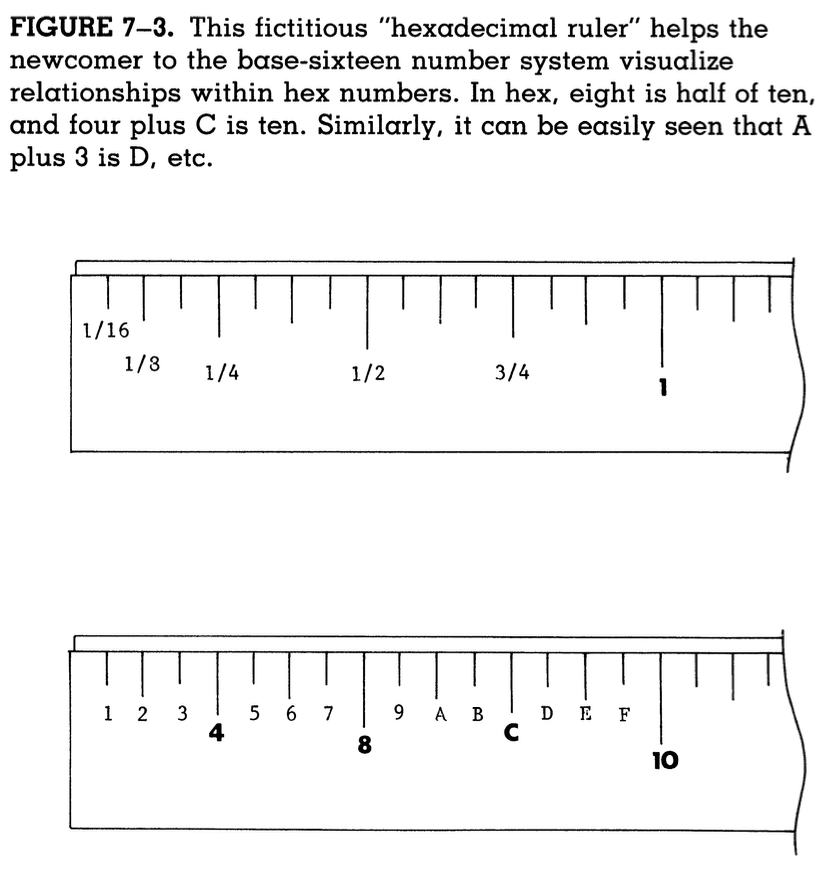 FIGURE 7–3. This fictitious "hexadecimal ruler" helps the
newcomer to the base-sixteen number system visualize
relationships within hex numbers. In hex, eight is half of ten,
and four plus C is ten. Similarly, it can be easily seen that A
plus 3 is D, etc.
1/16
1/8
1/4
1/2
3/4
1
1 2 3 4 5 6 7 8 9 A B C D E F 10